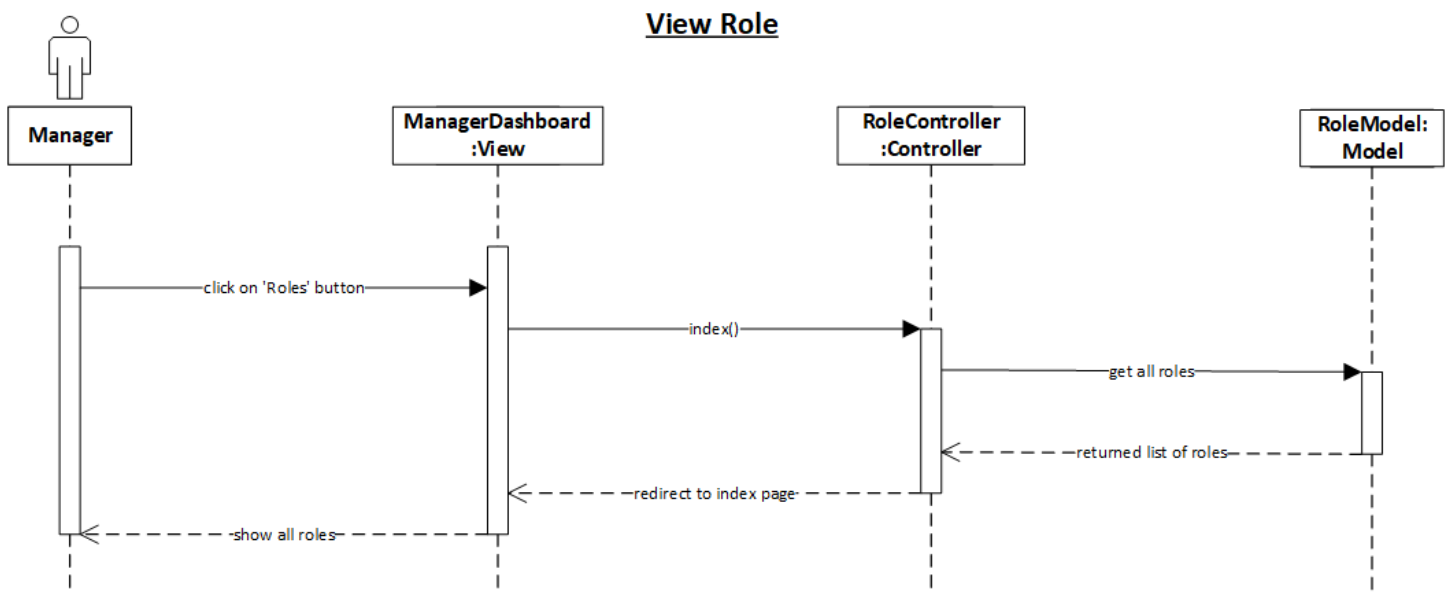 View Role
Manager
ManagerDashboard
:View
RoleController
:Controller
RoleModel:
Model
click on 'Roles' button
index()
get all roles
returned list of roles
redirect to index page
show all roles